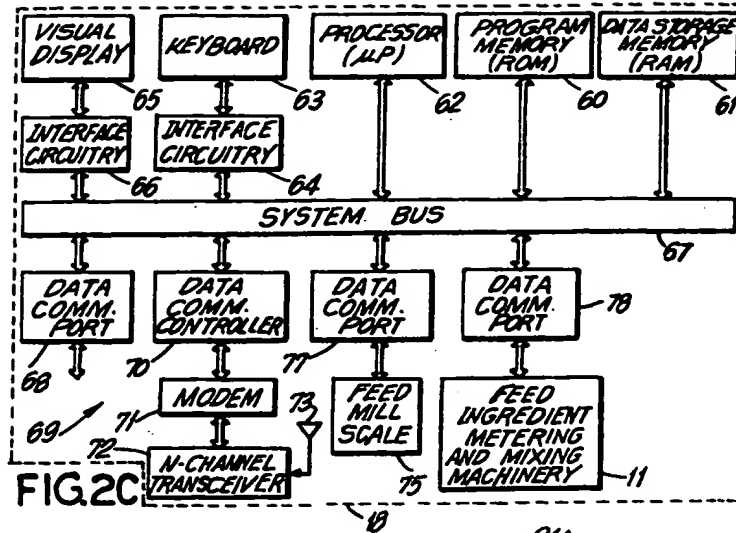 VISUAL DISPLAY
65
KEYBOARD
63
PROCESSOR (μP)
62
PROGRAM MEMORY (ROM)
60
DATA STORAGE MEMORY (RAM)
61
INTERFACE CIRCUITRY
66
INTERFACE CIRCUITRY
64
SYSTEM BUS
67
DATA COMM. PORT
68
DATA COMM. CONTROLLER
70
DATA COMM. PORT
77
DATA COMM. PORT
78
69
MODEM
71
73
FEED MILL SCALE
75
FEED INGREDIENT METERING AND MIXING MACHINERY
11
72
N-CHANNEL TRANSCEIVER
FIG.2C
18